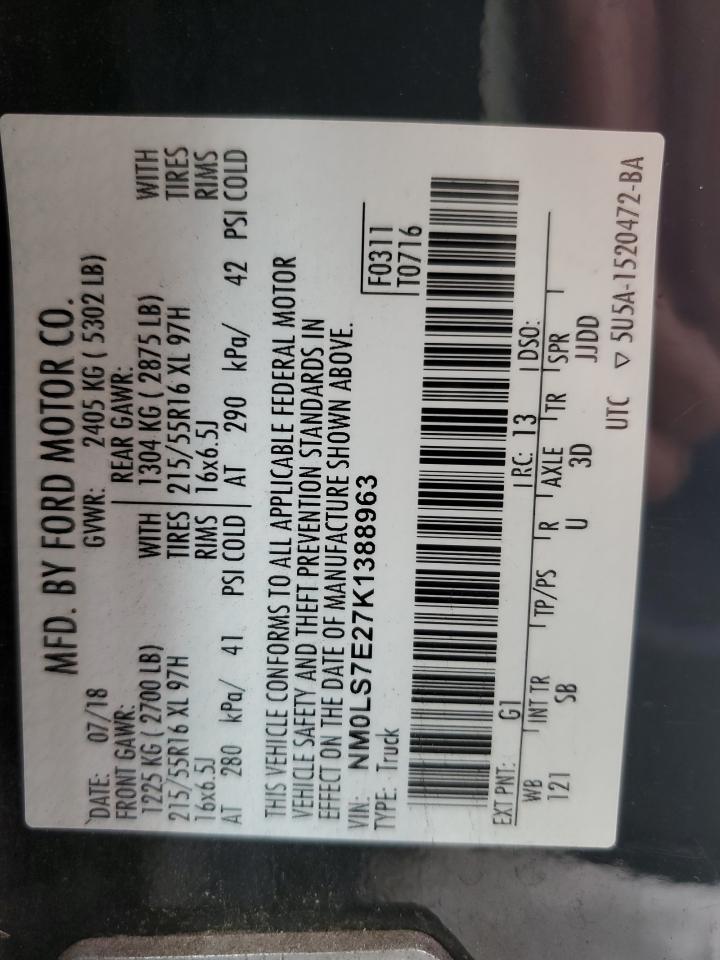 MFD. BY FORD MOTOR CO.
DATE: 07/18 GVWR: 2405 KG ( 5302 LB)
FRONT GAWR: REAR GAWR:
1225 KG ( 2700 LB) WITH 1304 KG ( 2875 LB) WITH
215/55R16 XL 97H TIRES 215/55R16 XL 97H TIRES
16x6.5J RIMS 16x6.5J RIMS
AT 280 kPa/ 41 PSI COLD AT 290 kPa/ 42 PSI COLD
THIS VEHICLE CONFORMS TO ALL APPLICABLE FEDERAL MOTOR
VEHICLE SAFETY AND THEFT PREVENTION STANDARDS IN
EFFECT ON THE DATE OF MANUFACTURE SHOWN ABOVE.
VIN: NM0LS7E27K1388963 F0311
TYPE: Truck T0716
EXT PNT: G1 RC: 13 DSO:
WB INT TR TP/PS R AXLE TR SPR
121 SB U 3D JJDD
UTC ▽ 5U5A-1520472-BA